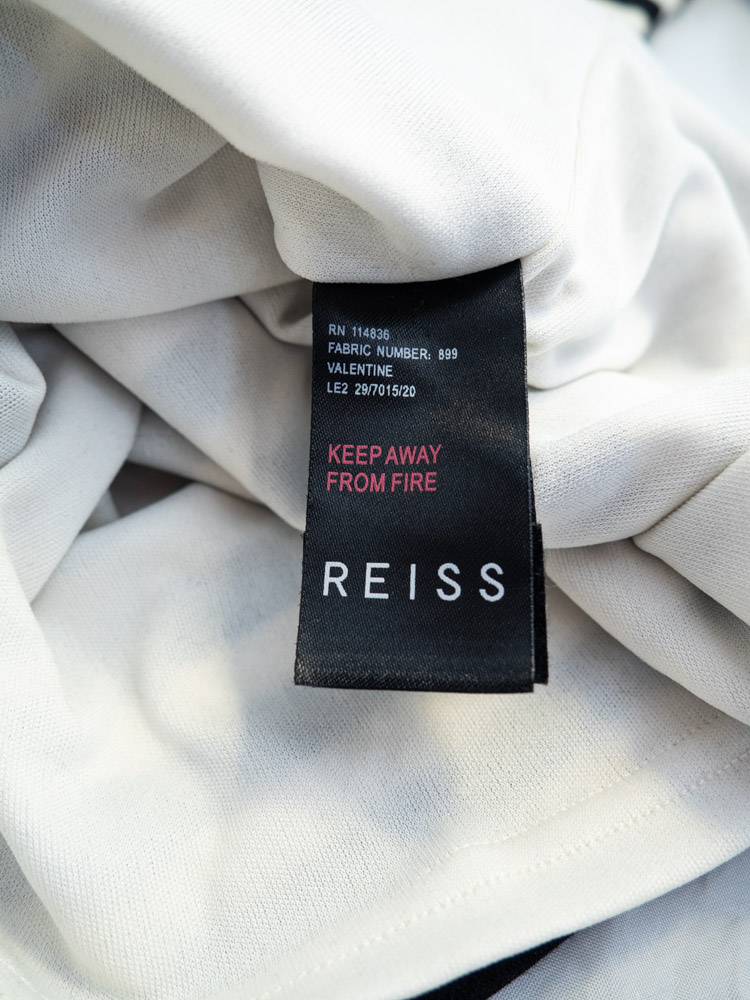 RN 114836
FABRIC NUMBER: 899
VALENTINE
LE2 29/7015/20
KEEP AWAY
FROM FIRE
REISS